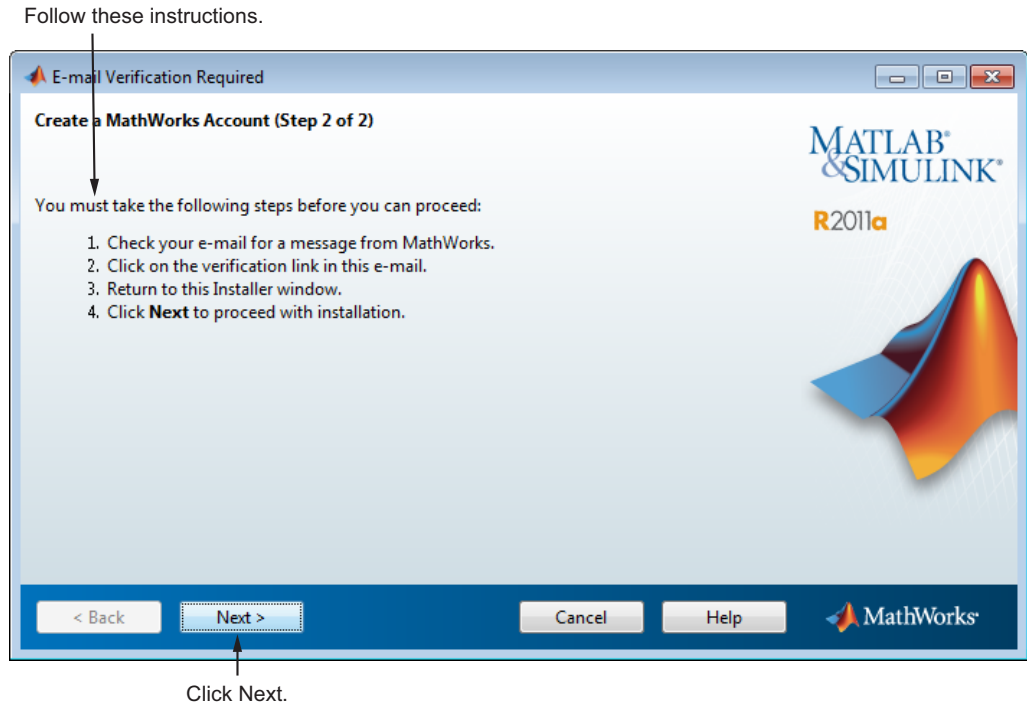 Follow these instructions.
E-mail Verification Required
Create a MathWorks Account (Step 2 of 2)
MATLAB®
&SIMULINK®
R2011a
You must take the following steps before you can proceed:
1. Check your e-mail for a message from MathWorks.
2. Click on the verification link in this e-mail.
3. Return to this Installer window.
4. Click Next to proceed with installation.
< Back
Next >
Cancel
Help
MathWorks®
Click Next.